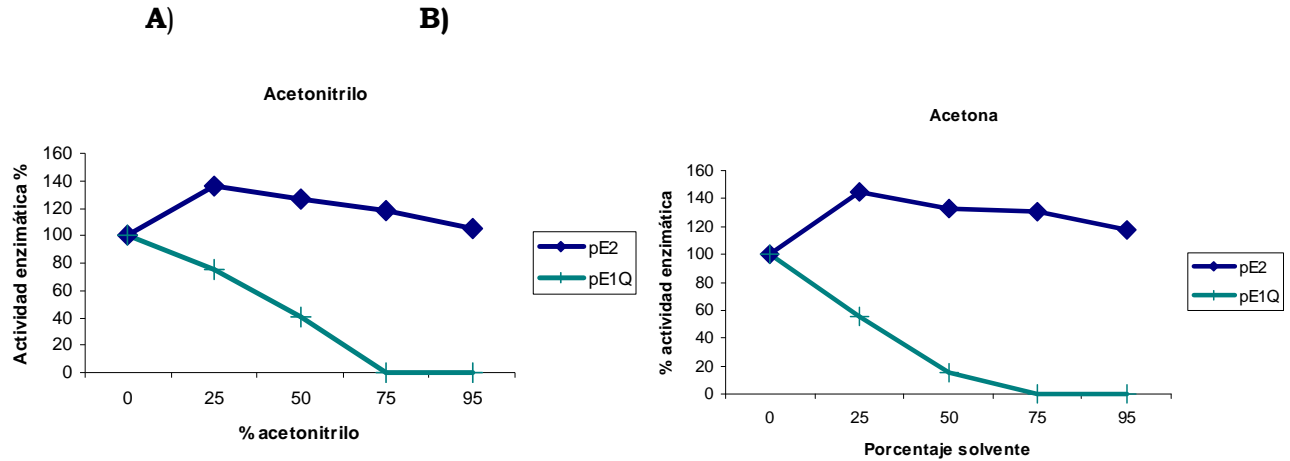 A)
B)
Acetonitrilo
160
140
120
100
80
60
40
20
0
Actividad enzimática %
0 25 50 75 95
% acetonitrilo
pE2
pE1Q
Acetona
160
140
120
100
80
60
40
20
0
% actividad enzimática
0 25 50 75 95
Porcentaje solvente
pE2
pE1Q